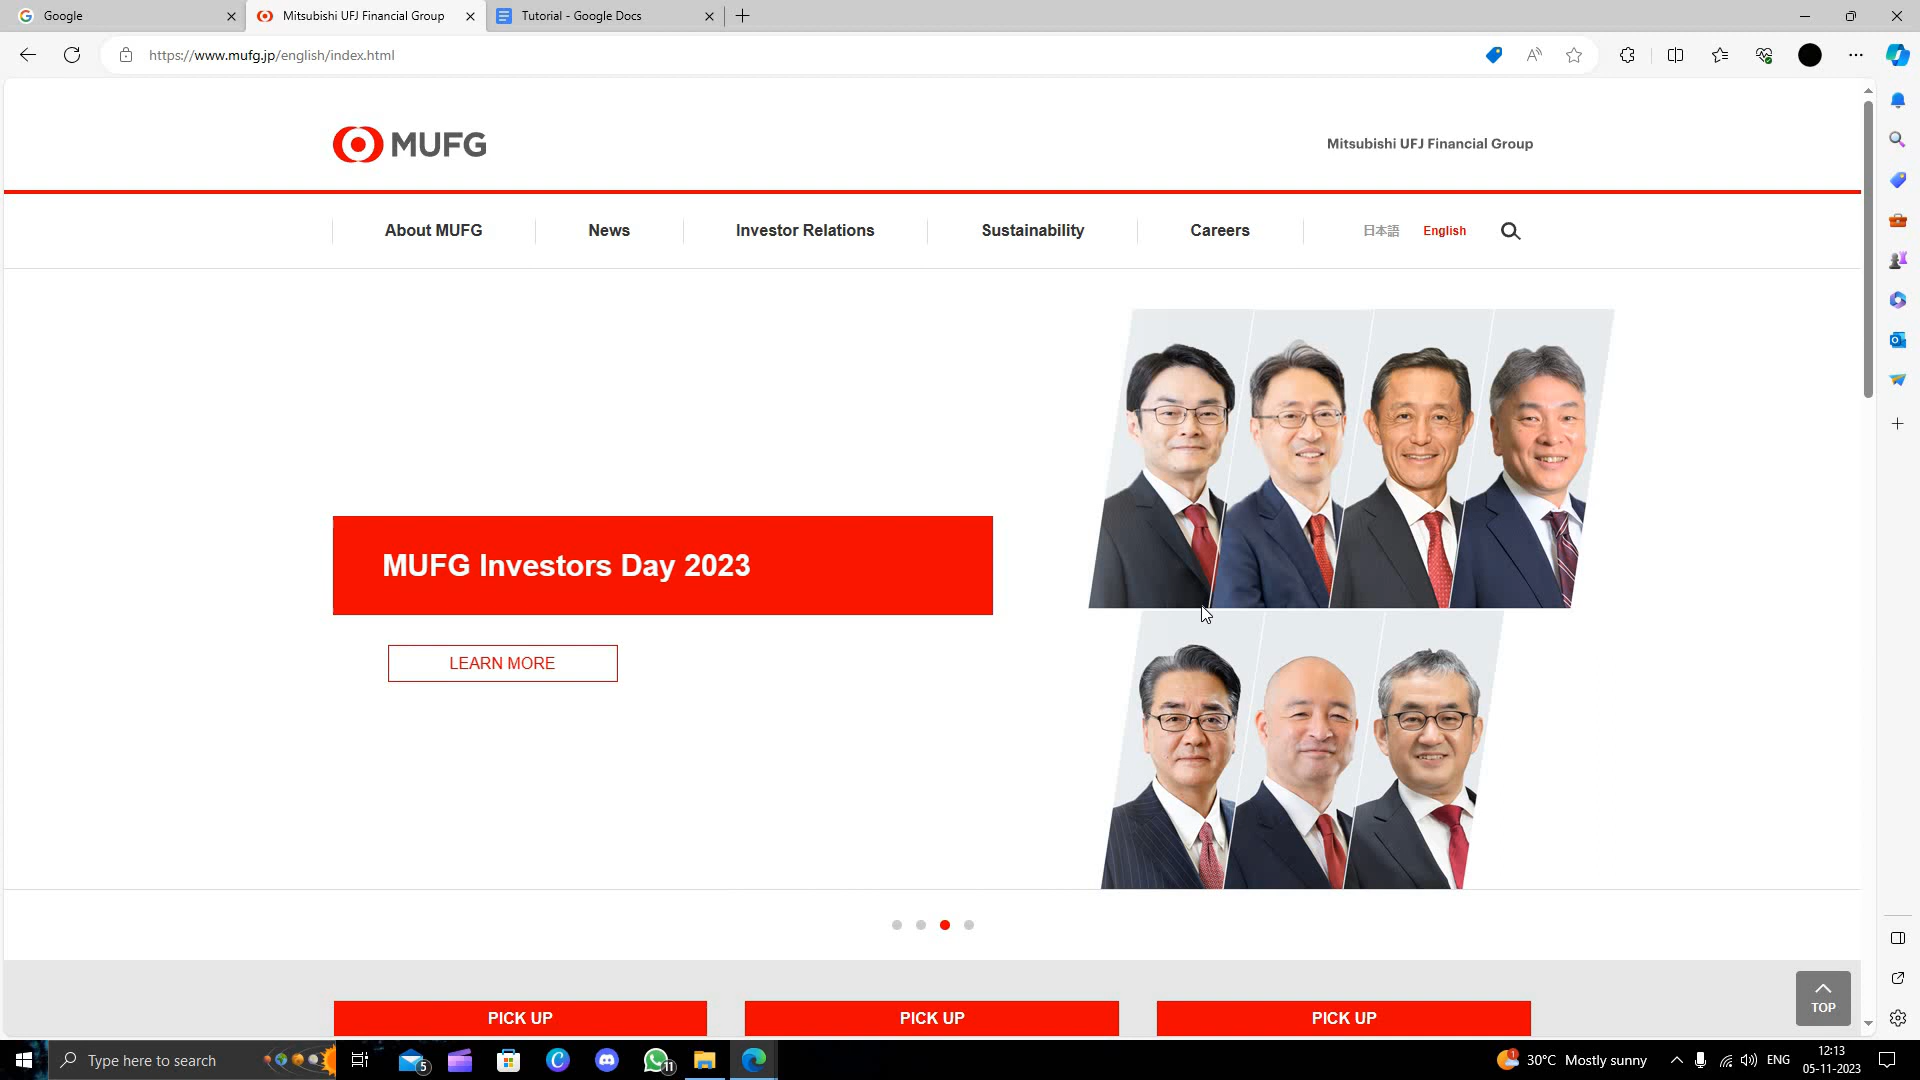 Google
Mitsubishi UFJ Financial Group
Tutorial - Google Docs
https://www.mufg.jp/english/index.html
MUFG
Mitsubishi UFJ Financial Group
About MUFG
News
Investor Relations
Sustainability
Careers
日本語
English
MUFG Investors Day 2023
LEARN MORE
TOP
PICK UP
PICK UP
PICK UP
Type here to search
5
11
1
30°C Mostly sunny
ENG
12:13
05-11-2023